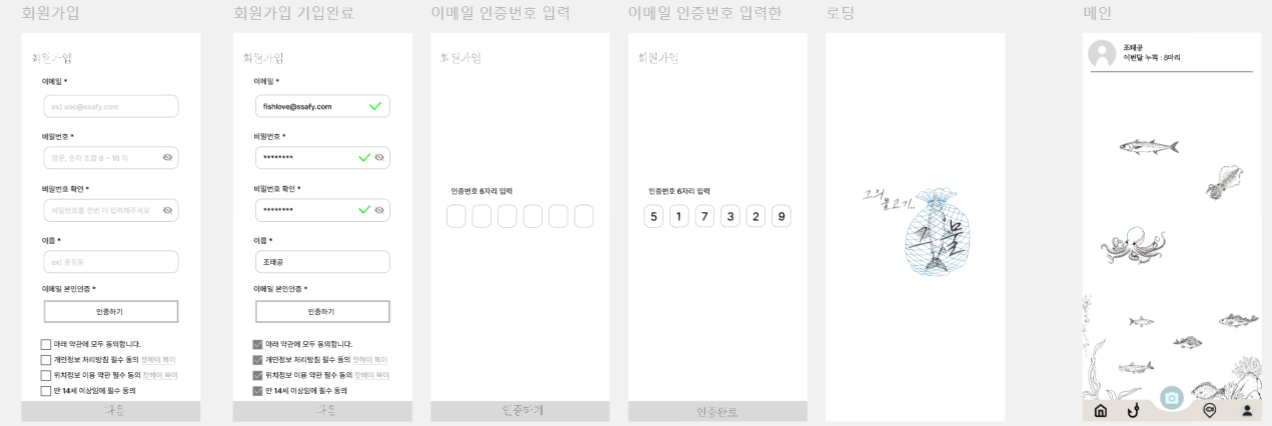 회원가입
회원가입
이메일 *
ex) abc@ssafy.com
비밀번호 *
영문, 숫자 조합 8 ~ 16 자
비밀번호 확인 *
비밀번호를 한번 더 입력해주세요
이름 *
ex) 홍길동
이메일 본인인증 *
인증하기
아래 약관에 모두 동의합니다.
개인정보 처리방침 필수 동의
위치정보 이용 약관 필수 동의
만 14세 이상임에 필수 동의
다음
회원가입 기입완료
회원가입
이메일 *
fishlove@ssafy.com
비밀번호 *
********
비밀번호 확인 *
********
이름 *
조태공
이메일 본인인증 *
인증하기
아래 약관에 모두 동의합니다.
개인정보 처리방침 필수 동의
위치정보 이용 약관 필수 동의
만 14세 이상임에 필수 동의
다음
이메일 인증번호 입력
회원가입
인증번호 6자리 입력
인증하기
이메일 인증번호 입력한
회원가입
인증번호 6자리 입력
5 1 7 3 2 9
인증완료
로딩
그의
물고기..
그물
메인
조태공
이번달 누적 : 6마리